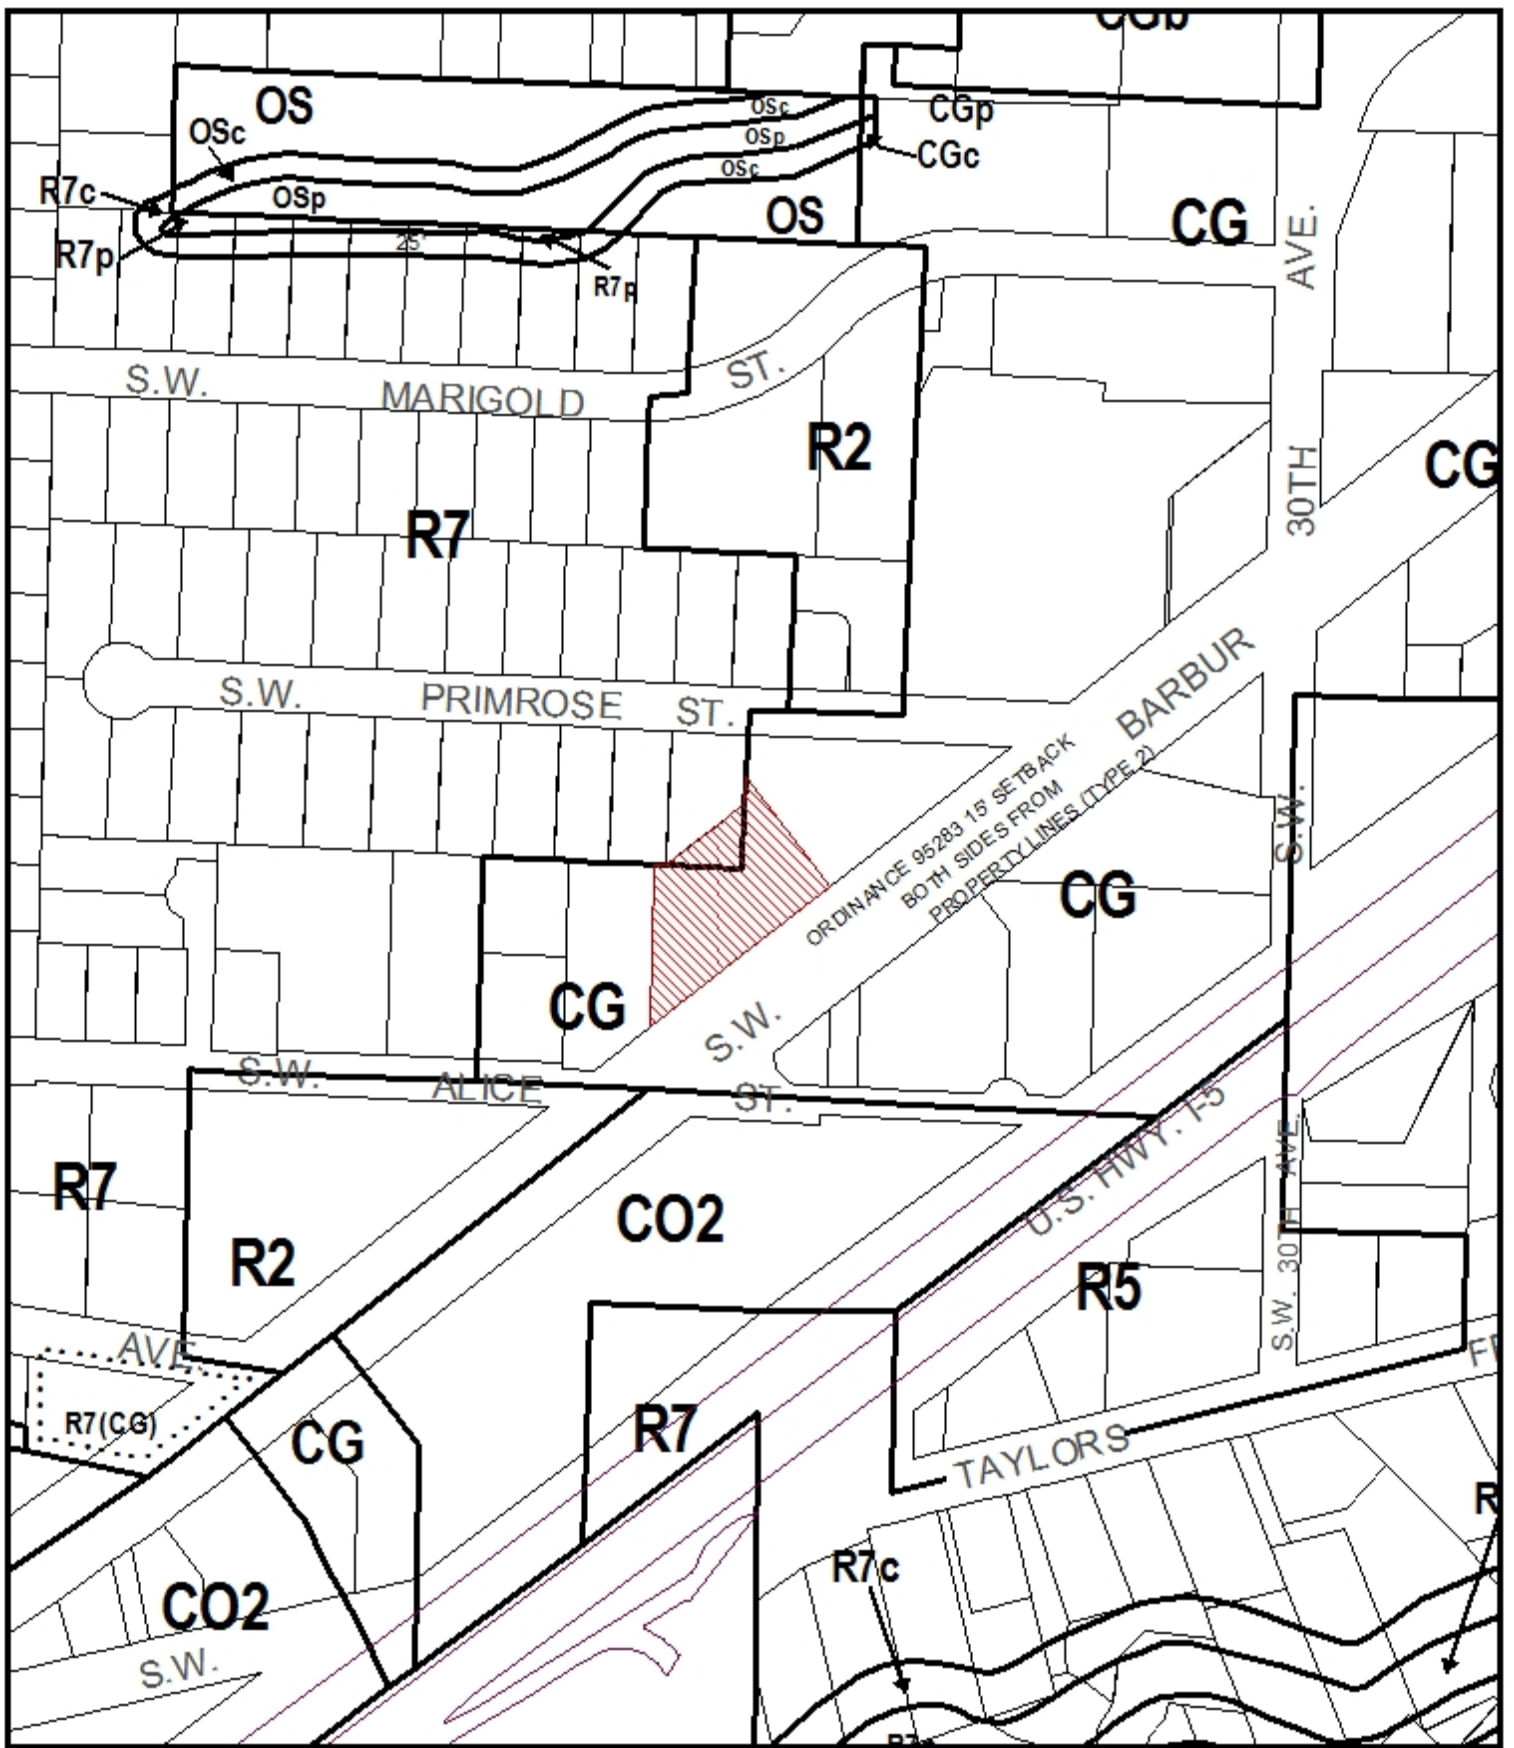 CGb
OS
OSc
CGp
OSc
OSp
CGc
OSc
R7c
OSp
OS
CG
AVE.
R7p
25'
R7p
S.W. MARIGOLD ST.
R2
CG
30TH
R7
S.W. PRIMROSE ST.
BARBUR
ORDINANCE 95283 15' SETBACK
BOTH SIDES FROM
PROPERTY LINES (TYPE 2)
S.W.
CG
CG
S.W.
S.W. ALICE ST.
U.S. HWY. I-5
AVE.
R7
CO2
30TH
R2
R5
S.W.
AVE.
R7(CG)
CG
R7
TAYLORS
R7c
CO2
S.W.